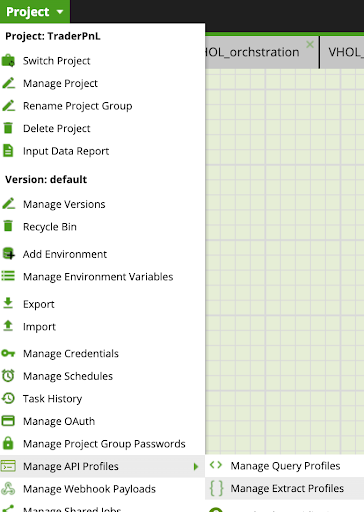 Project
Project: TraderPnL
HOL_orchstration
VHOL_
Switch Project
Manage Project
Rename Project Group
Delete Project
Input Data Report
Version: default
Manage Versions
Recycle Bin
Add Environment
Manage Environment Variables
Export
Import
Manage Credentials
Manage Schedules
Task History
Manage OAuth
Manage Project Group Passwords
Manage API Profiles
Manage Query Profiles
Manage Extract Profiles
Manage Webhook Payloads
Manage Shared Jobs